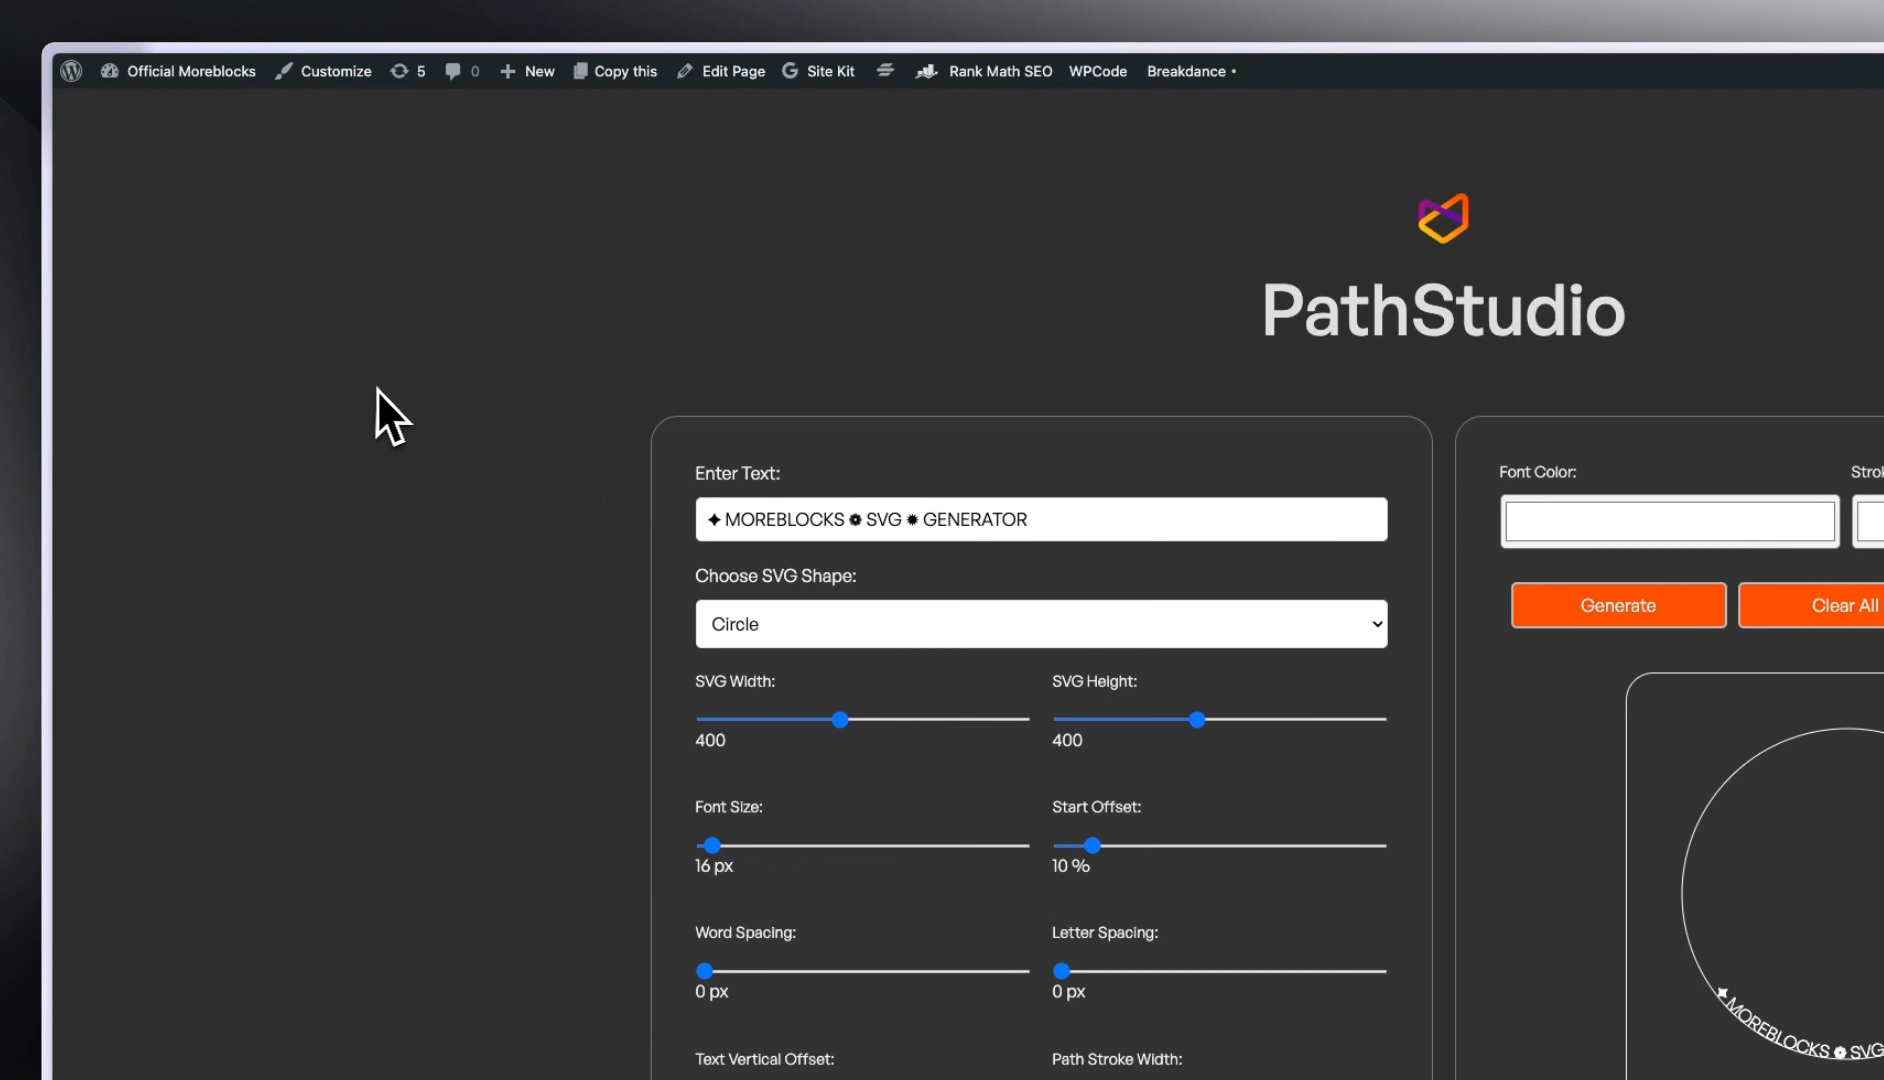 Official Moreblocks Customize 5 0 New Copy this Edit Page Site Kit Rank Math SEO WPCode Breakdance
PathStudio
Enter Text:
✦ MOREBLOCKS ❁ SVG ✹ GENERATOR
Choose SVG Shape:
Circle
SVG Width: SVG Height:
400 400
Font Size: Start Offset:
16 px 10 %
Word Spacing: Letter Spacing:
0 px 0 px
Text Vertical Offset: Path Stroke Width:
Font Color:
Generate Clear All
✦ MOREBLOCKS ❁ SVG